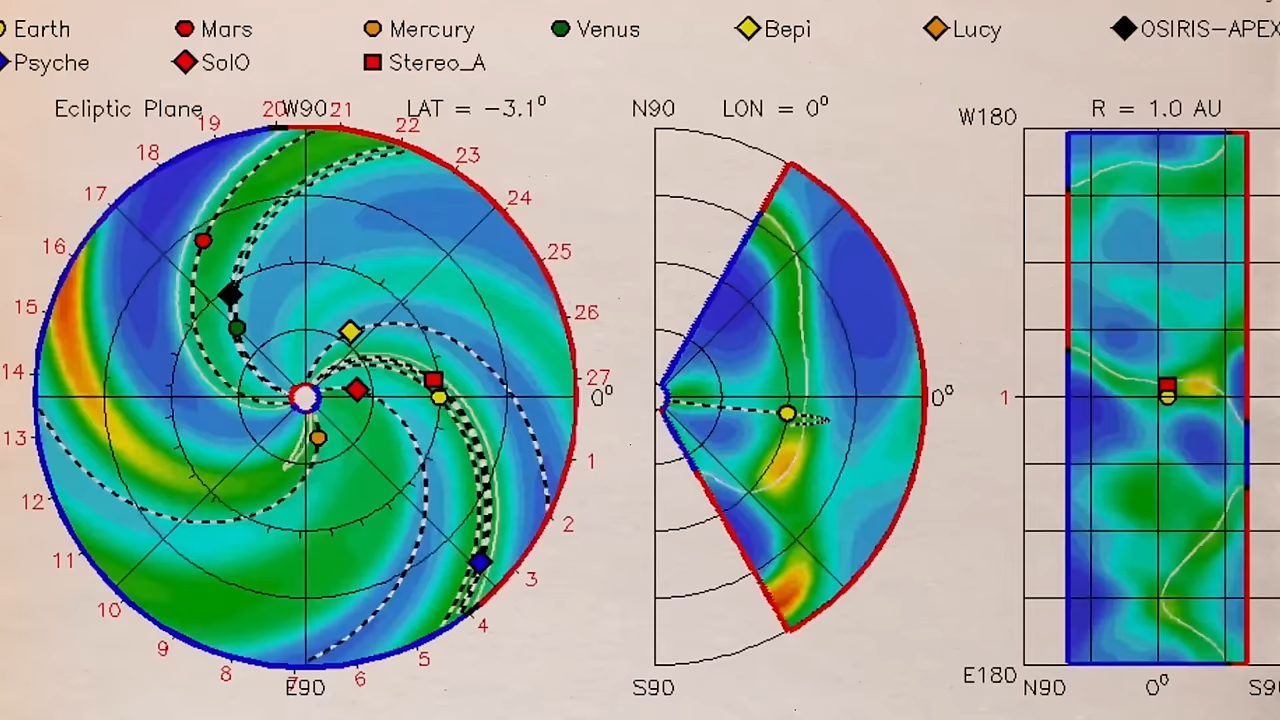 Earth Mars Mercury Venus Bepi Lucy OSIRIS-APEX
Psyche SolO Stereo_A
Ecliptic Plane W90 LAT = -3.1° N90 LON = 0° W180 R = 1.0 AU
20 21
19 22
18 23
17 24
16 25
15 26
14 27 0° 0° 1
13 1
12 2
11 3
10 4
9 5
8 7 6
E90 S90 E180 N90 0° S90